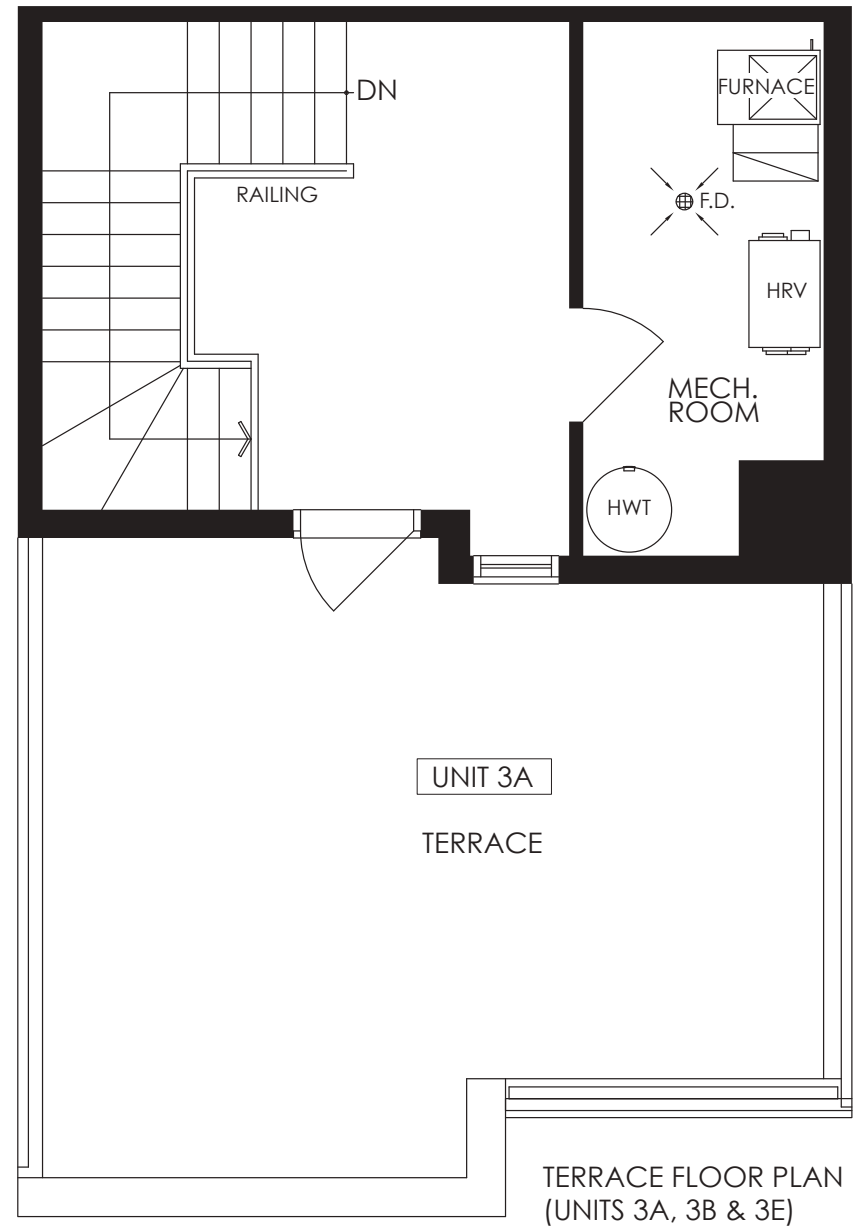 FURNACE
DN
RAILING
F.D.
HRV
MECH.
ROOM
HWT
UNIT 3A
TERRACE
TERRACE FLOOR PLAN
(UNITS 3A, 3B & 3E)